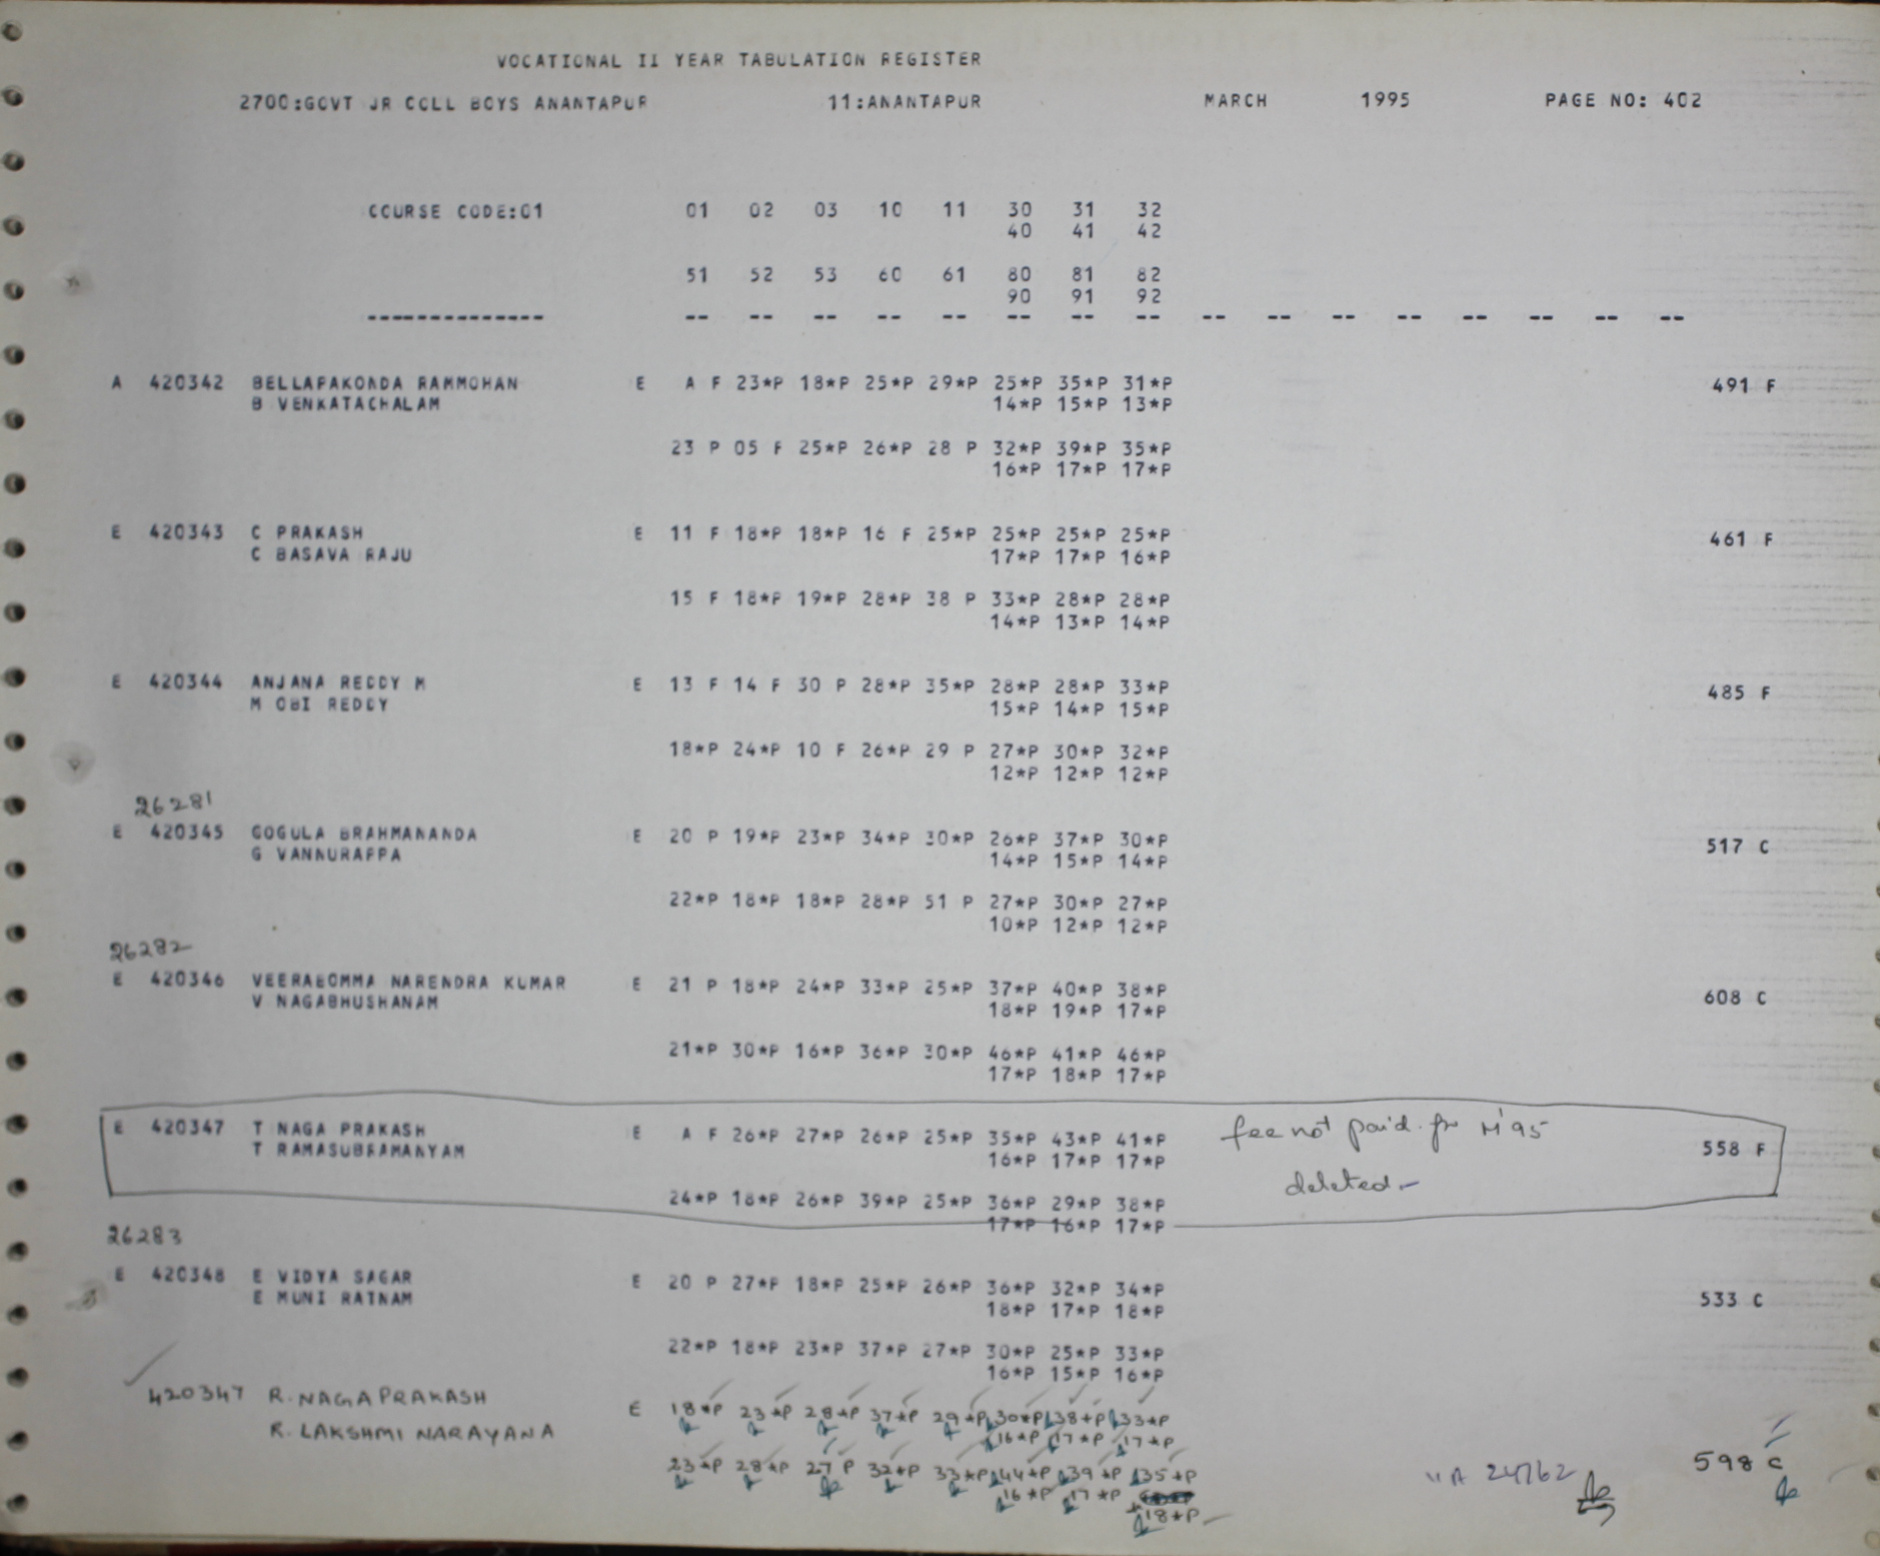 VOCATIONAL II YEAR TABULATION REGISTER
2700:GOVT JR COLL BOYS ANANTAPUR 11:ANANTAPUR MARCH 1995 PAGE NO: 402
COURSE CODE:01 01 02 03 10 11 30 31 32
40 41 42
51 52 53 60 61 80 81 82
90 91 92
-------------- -- -- -- -- -- -- -- -- -- -- -- -- -- -- -- --
A 420342 BELLAPAKONDA RAMMOHAN E A F 23*P 18*P 25*P 29*P 25*P 35*P 31*P 491 F
B VENKATACHALAM 14*P 15*P 13*P
23 P 05 F 25*P 26*P 28 P 32*P 39*P 35*P
16*P 17*P 17*P
E 420343 C PRAKASH E 11 F 18*P 18*P 16 F 25*P 25*P 25*P 25*P 461 F
C BASAVA RAJU 17*P 17*P 16*P
15 F 18*P 19*P 28*P 38 P 33*P 28*P 28*P
14*P 13*P 14*P
E 420344 ANJANA REDDY M E 13 F 14 F 30 P 28*P 35*P 28*P 28*P 33*P 485 F
M OBI REDDY 15*P 14*P 15*P
18*P 24*P 10 F 26*P 29 P 27*P 30*P 32*P
12*P 12*P 12*P
26281
E 420345 GOGULA BRAHMANANDA E 20 P 19*P 23*P 34*P 30*P 26*P 37*P 30*P 517 C
G VANNURAPPA 14*P 15*P 14*P
22*P 18*P 18*P 28*P 51 P 27*P 30*P 27*P
10*P 12*P 12*P
26282
E 420346 VEERABOMMA NARENDRA KUMAR E 21 P 18*P 24*P 33*P 25*P 37*P 40*P 38*P 608 C
V NAGABHUSHANAM 18*P 19*P 17*P
21*P 30*P 16*P 36*P 30*P 46*P 41*P 46*P
17*P 18*P 17*P
E 420347 T NAGA PRAKASH E A F 26*P 27*P 26*P 25*P 35*P 43*P 41*P fee not paid for M'95 558 F
T RAMASUBRAMANYAM 16*P 17*P 17*P
deleted
24*P 18*P 26*P 39*P 25*P 36*P 29*P 38*P
17*P 16*P 17*P
26283
E 420348 E VIDYA SAGAR E 20 P 27*P 18*P 25*P 26*P 36*P 32*P 34*P 533 C
E MUNI RATNAM 18*P 17*P 18*P
22*P 18*P 23*P 37*P 27*P 30*P 25*P 33*P
16*P 15*P 16*P
420347 R. NAGA PRAKASH E 18*P 23*P 28*P 37*P 29*P 30*P 38*P 33*P
R. LAKSHMI NARAYANA 16*P 17*P 17*P
23*P 28*P 27 P 32*P 33*P 44*P 39*P 35*P 24762 598 C
16*P 17*P
18*P